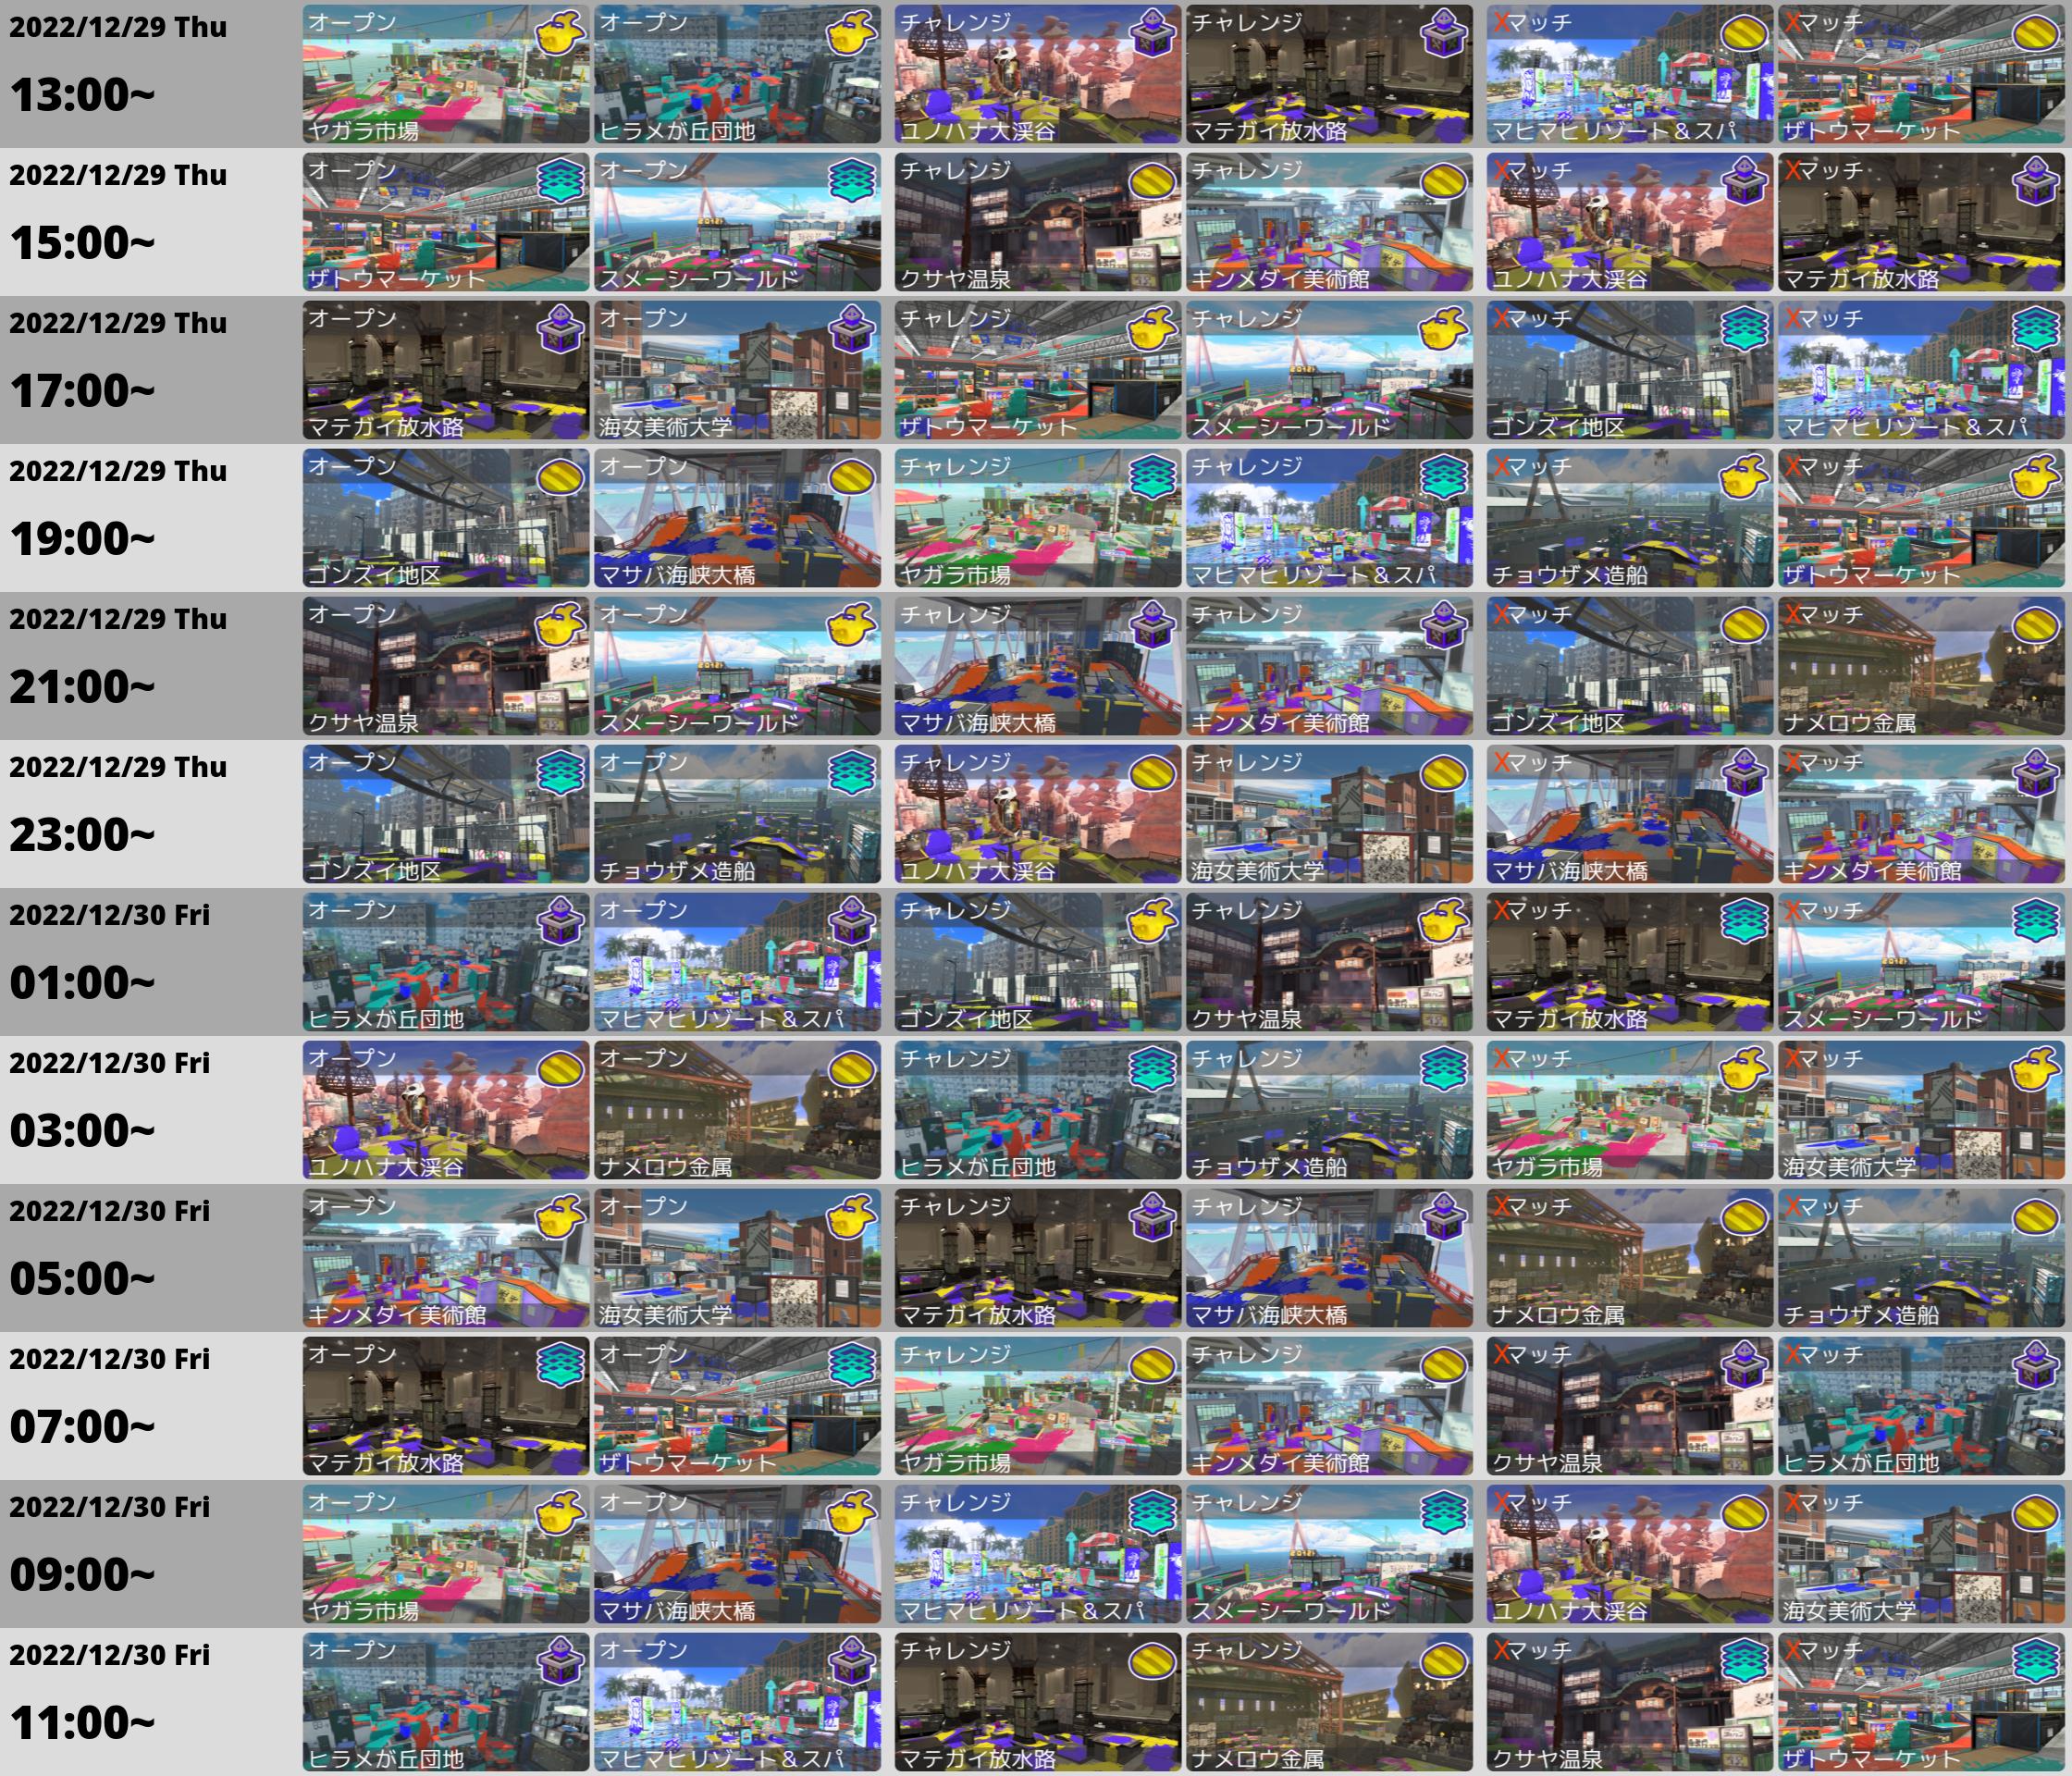 2022/12/29 Thu
13:00~
オープン オープン チャレンジ チャレンジ Xマッチ Xマッチ
ヤガラ市場 ヒラメが丘団地 ユノハナ大渓谷 マテガイ放水路 マヒマヒリゾート＆スパ ザトウマーケット
2022/12/29 Thu
15:00~
オープン オープン チャレンジ チャレンジ Xマッチ Xマッチ
ザトウマーケット スメーシーワールド クサヤ温泉 キンメダイ美術館 ユノハナ大渓谷 マテガイ放水路
2022/12/29 Thu
17:00~
オープン オープン チャレンジ チャレンジ Xマッチ Xマッチ
マテガイ放水路 海女美術大学 ザトウマーケット スメーシーワールド ゴンズイ地区 マヒマヒリゾート＆スパ
2022/12/29 Thu
19:00~
オープン オープン チャレンジ チャレンジ Xマッチ Xマッチ
ゴンズイ地区 マサバ海峡大橋 ヤガラ市場 マヒマヒリゾート＆スパ チョウザメ造船 ザトウマーケット
2022/12/29 Thu
21:00~
オープン オープン チャレンジ チャレンジ Xマッチ Xマッチ
クサヤ温泉 スメーシーワールド マサバ海峡大橋 キンメダイ美術館 ゴンズイ地区 ナメロウ金属
2022/12/29 Thu
23:00~
オープン オープン チャレンジ チャレンジ Xマッチ Xマッチ
ゴンズイ地区 チョウザメ造船 ユノハナ大渓谷 海女美術大学 マサバ海峡大橋 キンメダイ美術館
2022/12/30 Fri
01:00~
オープン オープン チャレンジ チャレンジ Xマッチ Xマッチ
ヒラメが丘団地 マヒマヒリゾート＆スパ ゴンズイ地区 クサヤ温泉 マテガイ放水路 スメーシーワールド
2022/12/30 Fri
03:00~
オープン オープン チャレンジ チャレンジ Xマッチ Xマッチ
ユノハナ大渓谷 ナメロウ金属 ヒラメが丘団地 チョウザメ造船 ヤガラ市場 海女美術大学
2022/12/30 Fri
05:00~
オープン オープン チャレンジ チャレンジ Xマッチ Xマッチ
キンメダイ美術館 海女美術大学 マテガイ放水路 マサバ海峡大橋 ナメロウ金属 チョウザメ造船
2022/12/30 Fri
07:00~
オープン オープン チャレンジ チャレンジ Xマッチ Xマッチ
マテガイ放水路 ザトウマーケット ヤガラ市場 キンメダイ美術館 クサヤ温泉 ヒラメが丘団地
2022/12/30 Fri
09:00~
オープン オープン チャレンジ チャレンジ Xマッチ Xマッチ
ヤガラ市場 マサバ海峡大橋 マヒマヒリゾート＆スパ スメーシーワールド ユノハナ大渓谷 海女美術大学
2022/12/30 Fri
11:00~
オープン オープン チャレンジ チャレンジ Xマッチ Xマッチ
ヒラメが丘団地 マヒマヒリゾート＆スパ マテガイ放水路 ナメロウ金属 クサヤ温泉 ザトウマーケット